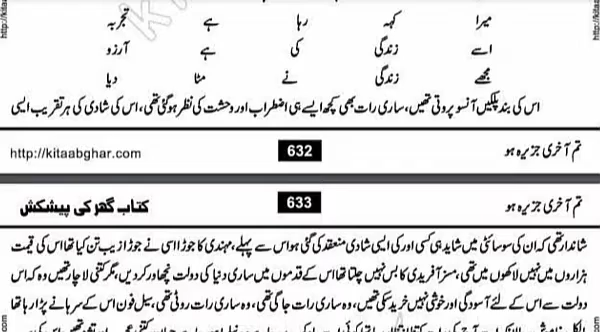 میرا کہہ رہا ہے تجربہ
اسے زندگی کی ہے آرزو
مجھے زندگی نے مٹا دیا
اس کی بند پلکیں آنسو پروتی تھیں، ساری رات بھی کچھ ایسے ہی اضطراب اور وحشت کی نظر ہوگئی تھی، اس کی شادی کی ہر تقریب ایسی
http://kitaabghar.com 632 تم آخری جزیرہ ہو
کتاب گھر کی پیشکش 633 تم آخری جزیرہ ہو
شاندار تھی کہ ان کی سوسائٹی میں شاید ہی کسی اور کی ایسی شادی منعقد کی گئی ہو اس سے پہلے، مہندی کا جوڑا اسی نے جوڑا زیب تن کیا تھا اس کی قیمت
ہزاروں میں نہیں لاکھوں میں تھی، مسز آفریدی کا بس نہیں چلتا تھا اس کے قدموں میں ساری دنیا کی دولت نچھاور کر دیں، مگر کتنی لاچار تھیں وہ کہ اس
دولت سے اس کے لئے آسودگی اور خوشی نہیں خرید سکی تھیں، وہ ساری رات جاگی تھی، وہ ساری رات روئی تھی، سیل فون اس کے سرہانے پڑا رہا تھا